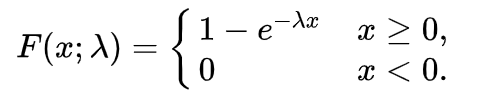 F(x; λ) = { 1 − e^{−λx} x ≥ 0,
0 x < 0.